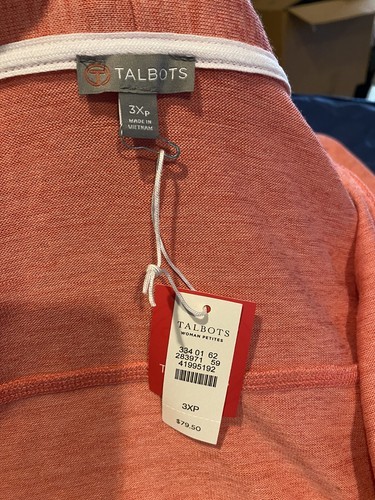 TALBOTS
3XP
MADE IN
VIETNAM
TALBOTS
WOMAN PETITES
334 01 62
283971 59
41995192
T
3XP
$79.50